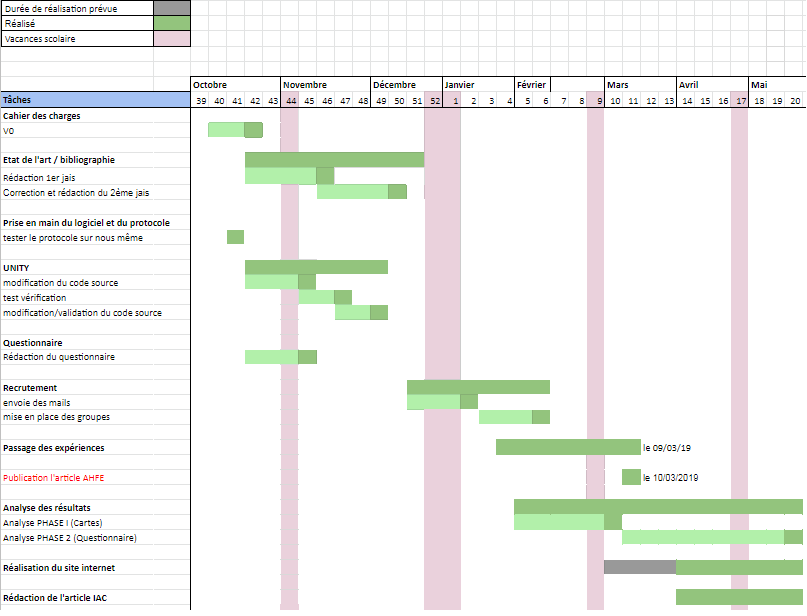 Durée de réalisation prévue
Réalisé
Vacances scolaire
Octobre Novembre Décembre Janvier Février Mars Avril Mai
Tâches 39 40 41 42 43 44 45 46 47 48 49 50 51 52 1 2 3 4 5 6 7 8 9 10 11 12 13 14 15 16 17 18 19 20
Cahier des charges
V0
Etat de l'art / bibliographie
Rédaction 1er jais
Correction et rédaction du 2éme jais
Prise en main du logiciel et du protocole
tester le protocole sur nous même
UNITY
modification du code source
test vérification
modification/validation du code source
Questionnaire
Rédaction du questionnaire
Recrutement
envoie des mails
mise en place des groupes
Passage des expériences le 09/03/19
Publication l'article AHFE le 10/03/2019
Analyse des résultats
Analyse PHASE I (Cartes)
Analyse PHASE 2 (Questionnaire)
Réalisation du site internet
Rédaction de l'article IAC